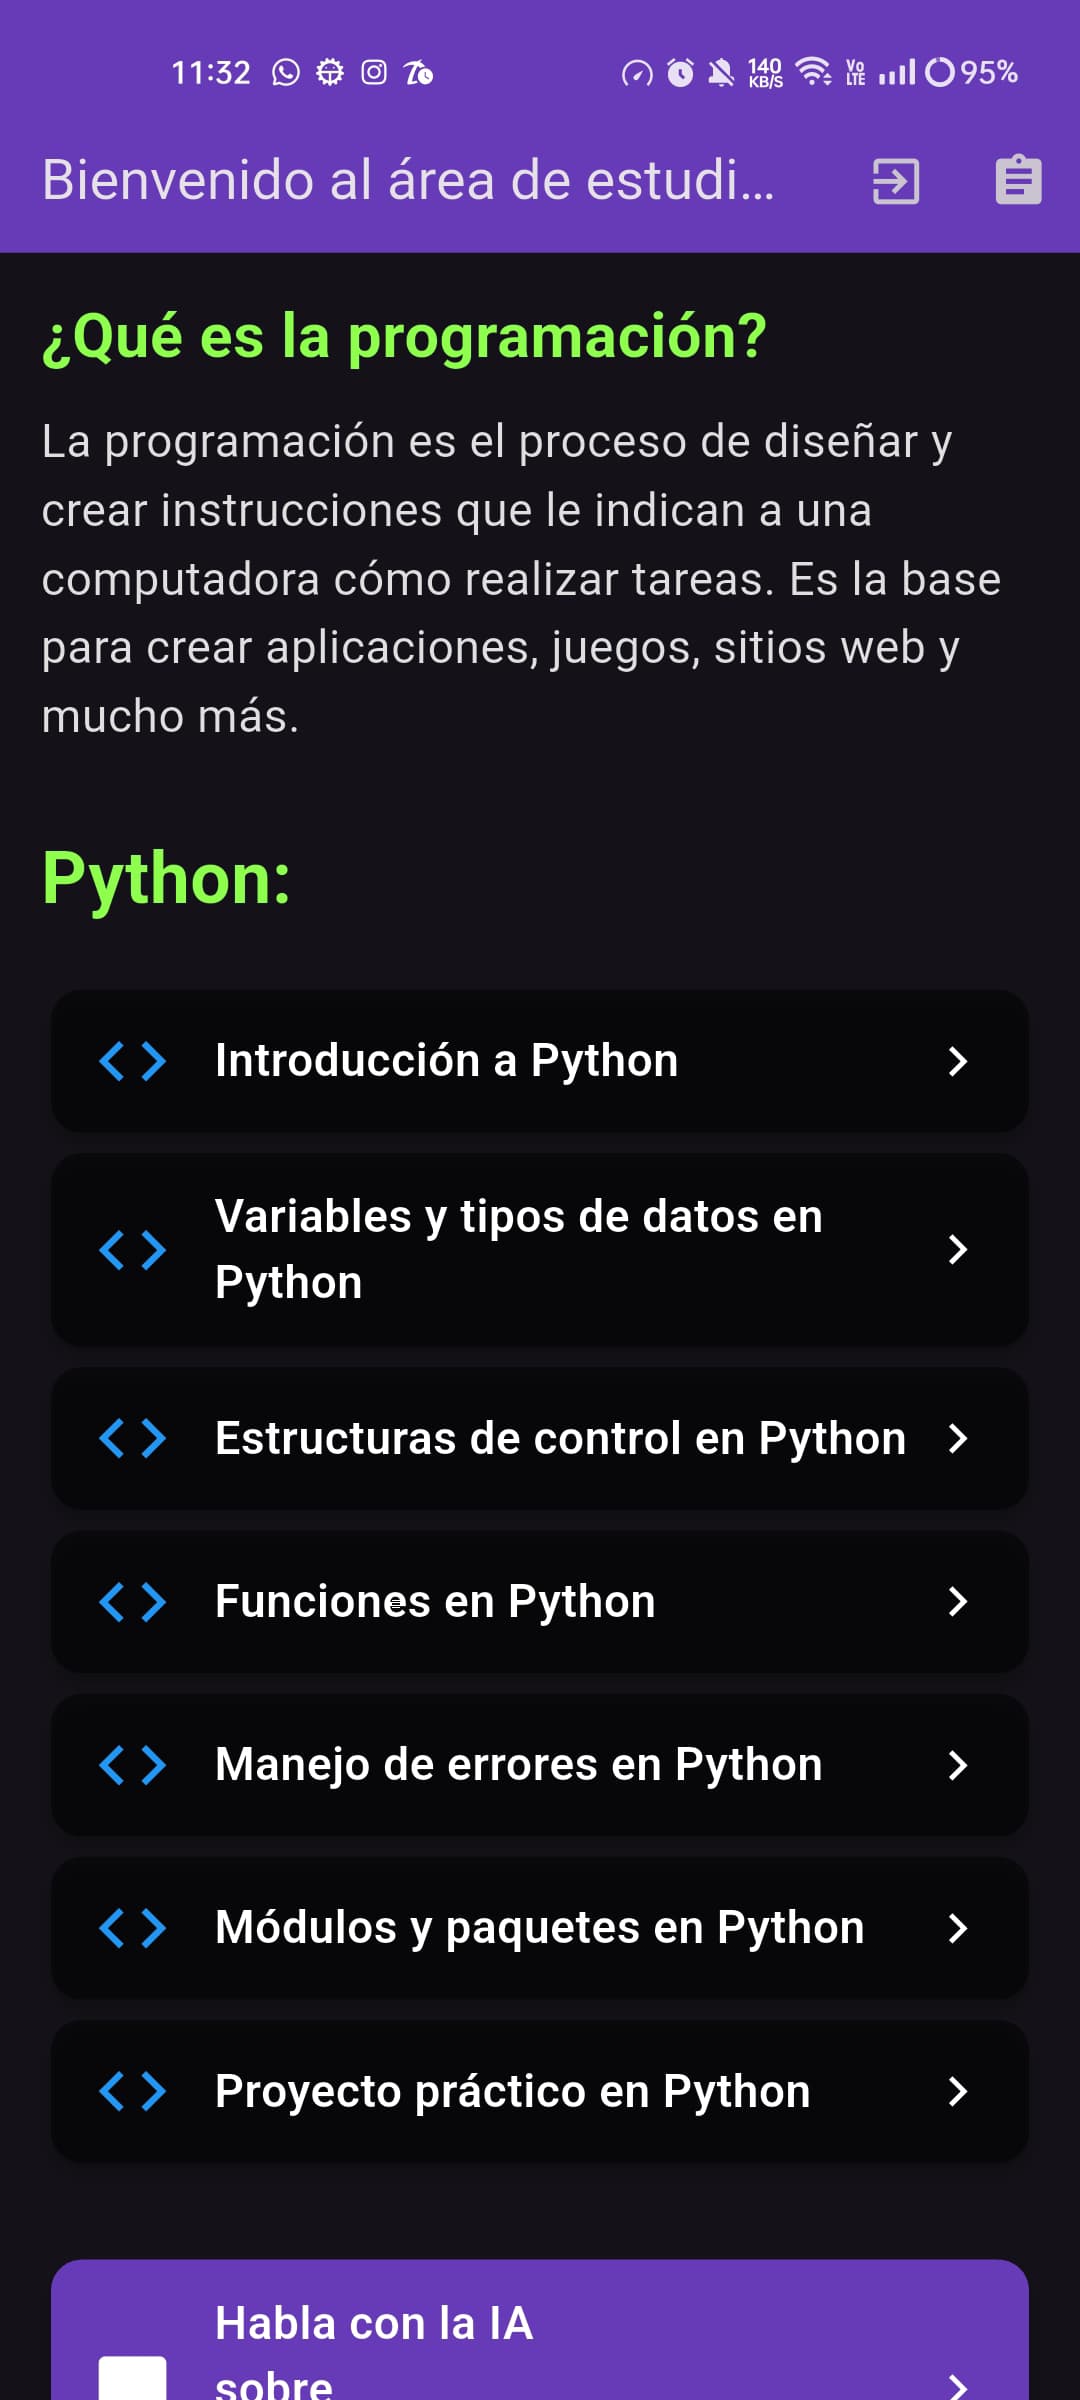 11:32 140 KB/S Vo LTE 95%
Bienvenido al área de estudi...
¿Qué es la programación?
La programación es el proceso de diseñar y
crear instrucciones que le indican a una
computadora cómo realizar tareas. Es la base
para crear aplicaciones, juegos, sitios web y
mucho más.
Python:
Introducción a Python
Variables y tipos de datos en
Python
Estructuras de control en Python
Funciones en Python
Manejo de errores en Python
Módulos y paquetes en Python
Proyecto práctico en Python
Habla con la IA
sobre